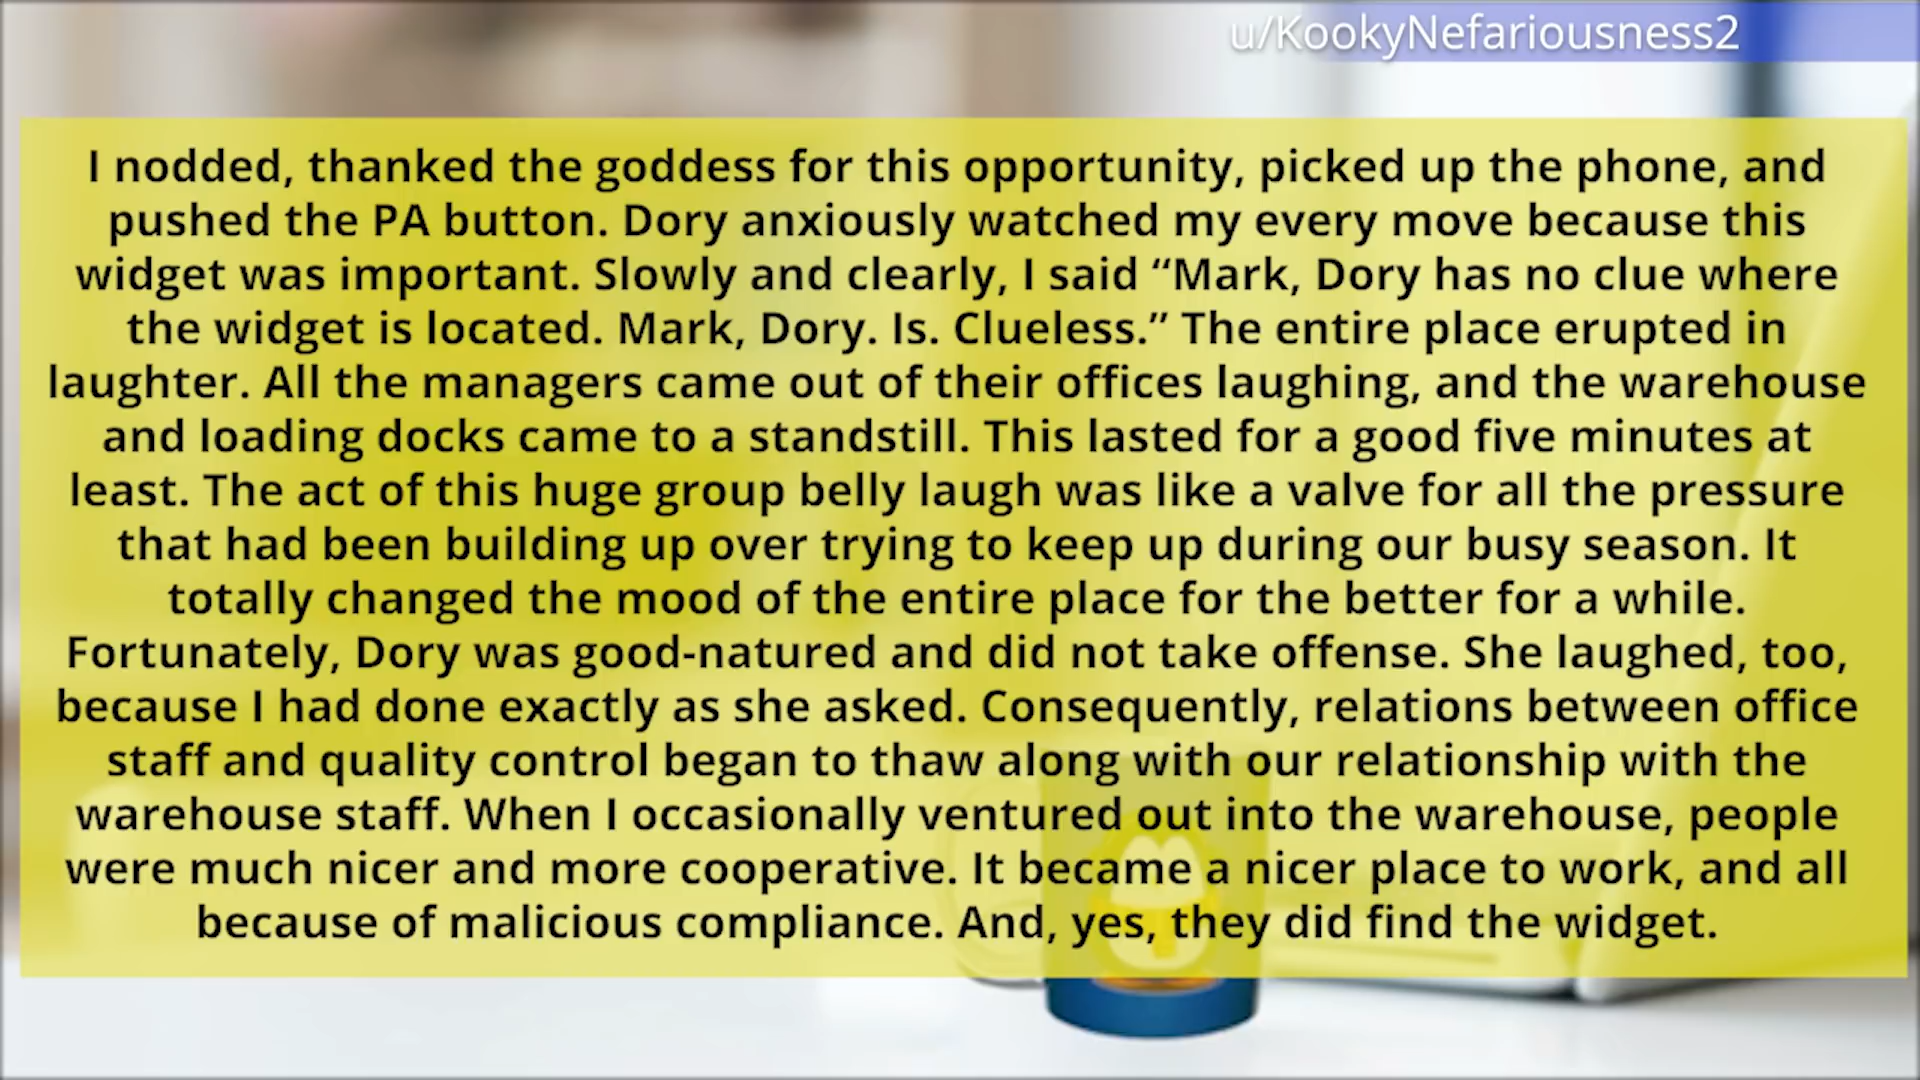 u/KookyNefariousness2
I nodded, thanked the goddess for this opportunity, picked up the phone, and
pushed the PA button. Dory anxiously watched my every move because this
widget was important. Slowly and clearly, I said “Mark, Dory has no clue where
the widget is located. Mark, Dory. Is. Clueless.” The entire place erupted in
laughter. All the managers came out of their offices laughing, and the warehouse
and loading docks came to a standstill. This lasted for a good five minutes at
least. The act of this huge group belly laugh was like a valve for all the pressure
that had been building up over trying to keep up during our busy season. It
totally changed the mood of the entire place for the better for a while.
Fortunately, Dory was good-natured and did not take offense. She laughed, too,
because I had done exactly as she asked. Consequently, relations between office
staff and quality control began to thaw along with our relationship with the
warehouse staff. When I occasionally ventured out into the warehouse, people
were much nicer and more cooperative. It became a nicer place to work, and all
because of malicious compliance. And, yes, they did find the widget.